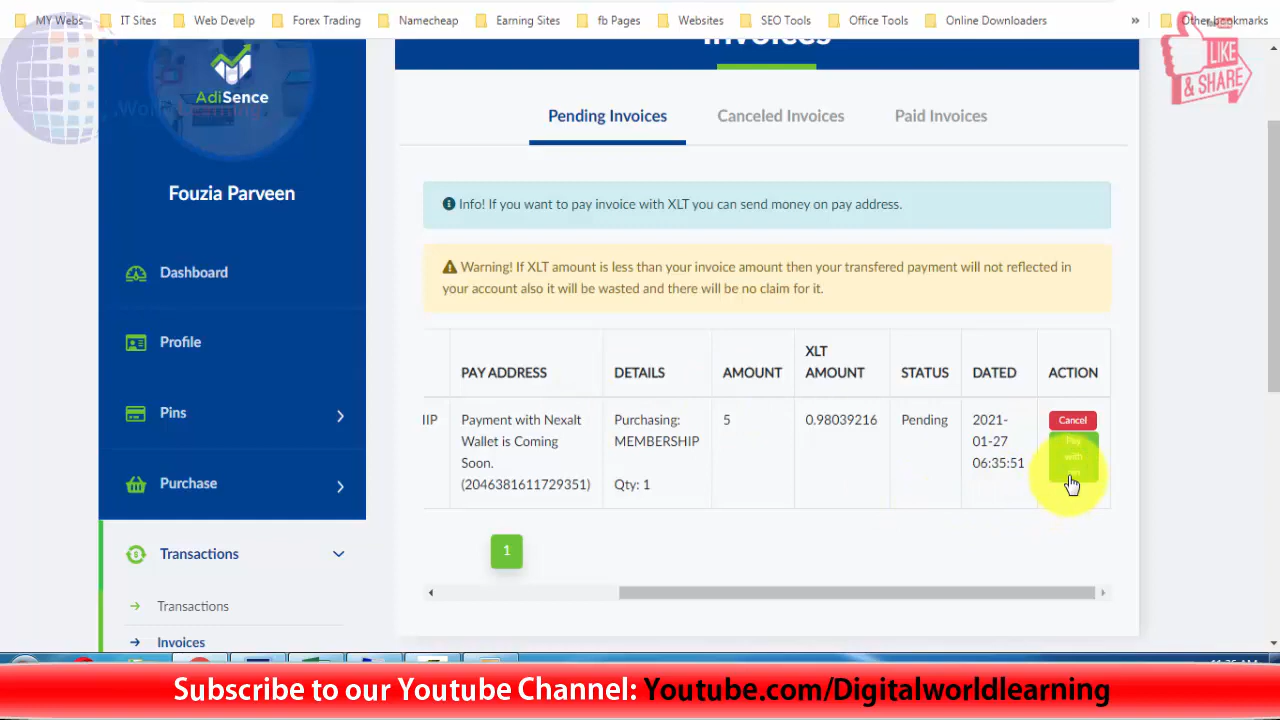 MY Webs
IT Sites
Web Develp
Forex Trading
Namecheap
Earning Sites
fb Pages
Websites
SEO Tools
Office Tools
Online Downloaders
»
Other bookmarks
LIKE
& SHARE
AdiSence
Fouzia Parveen
Dashboard
Profile
Pins
Purchase
Transactions
Transactions
Invoices
Invoices
Pending Invoices
Canceled Invoices
Paid Invoices
Info! If you want to pay invoice with XLT you can send money on pay address.
Warning! If XLT amount is less than your invoice amount then your transfered payment will not reflected in
your account also it will be wasted and there will be no claim for it.
PAY ADDRESS
DETAILS
AMOUNT
XLT
AMOUNT
STATUS
DATED
ACTION
IIP
Payment with Nexalt
Wallet is Coming
Soon.
(2046381611729351)
Purchasing:
MEMBERSHIP
Qty: 1
5
0.98039216
Pending
2021-
01-27
06:35:51
Cancel
Pay
with
1
Subscribe to our Youtube Channel: Youtube.com/Digitalworldlearning